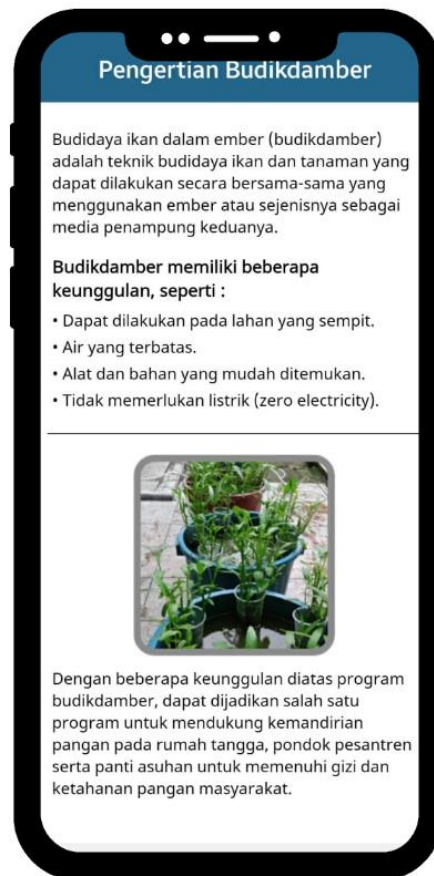 Pengertian Budikdamber
Budidaya ikan dalam ember (budikdamber)
adalah teknik budidaya ikan dan tanaman yang
dapat dilakukan secara bersama-sama yang
menggunakan ember atau sejenisnya sebagai
media penampung keduanya.
Budikdamber memiliki beberapa
keunggulan, seperti :
• Dapat dilakukan pada lahan yang sempit.
• Air yang terbatas.
• Alat dan bahan yang mudah ditemukan.
• Tidak memerlukan listrik (zero electricity).
Dengan beberapa keunggulan diatas program
budikdamber, dapat dijadikan salah satu
program untuk mendukung kemandirian
pangan pada rumah tangga, pondok pesantren
serta panti asuhan untuk memenuhi gizi dan
ketahanan pangan masyarakat.